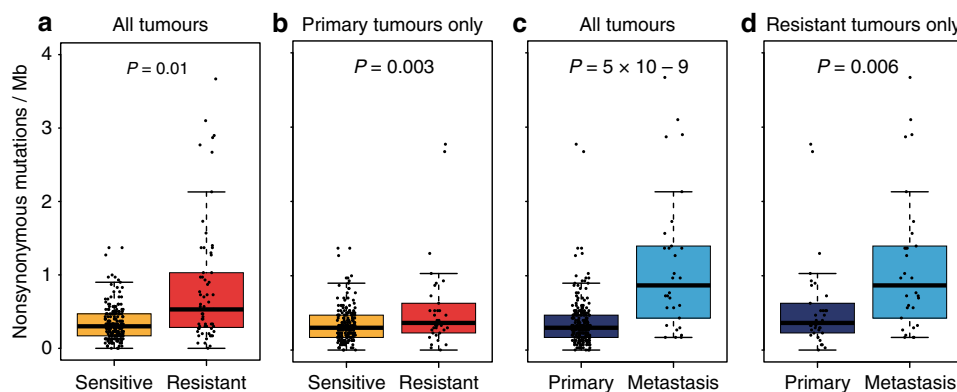 a All tumours
b Primary tumours only
c All tumours
d Resistant tumours only
Nonsynonymous mutations / Mb
4
3
2
1
0
P = 0.01
P = 0.003
P = 5 × 10 − 9
P = 0.006
Sensitive Resistant
Sensitive Resistant
Primary Metastasis
Primary Metastasis